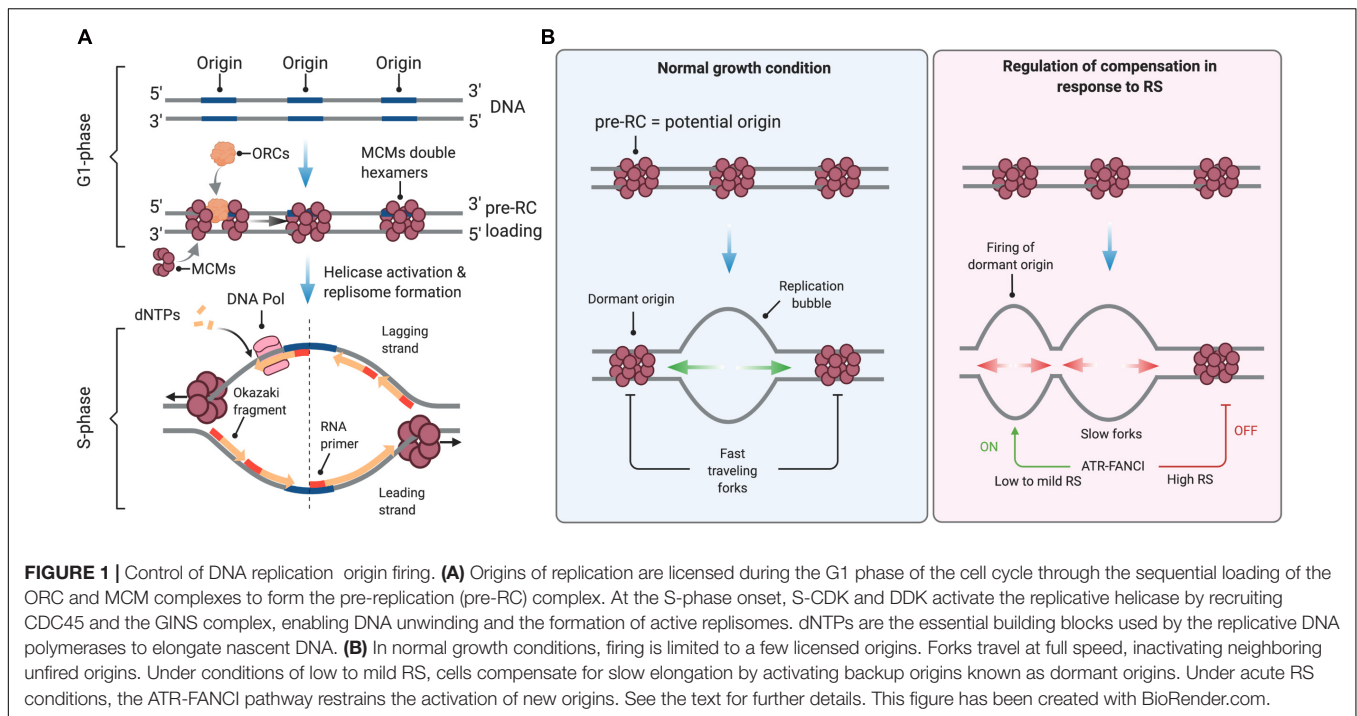 A
Origin Origin Origin
5' 3'
DNA
3' 5'
ORCs
MCMs double
hexamers
G1-phase
5' 3'
pre-RC
loading
3' 5'
MCMs
Helicase activation &
replisome formation
DNA Pol
dNTPs
Lagging
strand
Okazaki
fragment
S-phase
RNA
primer
Leading
strand
B
Normal growth condition
pre-RC = potential origin
Dormant origin
Replication
bubble
Fast
traveling
forks
Regulation of compensation in
response to RS
Firing of
dormant origin
Slow forks
ON
OFF
ATR-FANCI
Low to mild RS
High RS
FIGURE 1 | Control of DNA replication origin firing. (A) Origins of replication are licensed during the G1 phase of the cell cycle through the sequential loading of the
ORC and MCM complexes to form the pre-replication (pre-RC) complex. At the S-phase onset, S-CDK and DDK activate the replicative helicase by recruiting
CDC45 and the GINS complex, enabling DNA unwinding and the formation of active replisomes. dNTPs are the essential building blocks used by the replicative DNA
polymerases to elongate nascent DNA. (B) In normal growth conditions, firing is limited to a few licensed origins. Forks travel at full speed, inactivating neighboring
unfired origins. Under conditions of low to mild RS, cells compensate for slow elongation by activating backup origins known as dormant origins. Under acute RS
conditions, the ATR-FANCI pathway restrains the activation of new origins. See the text for further details. This figure has been created with BioRender.com.